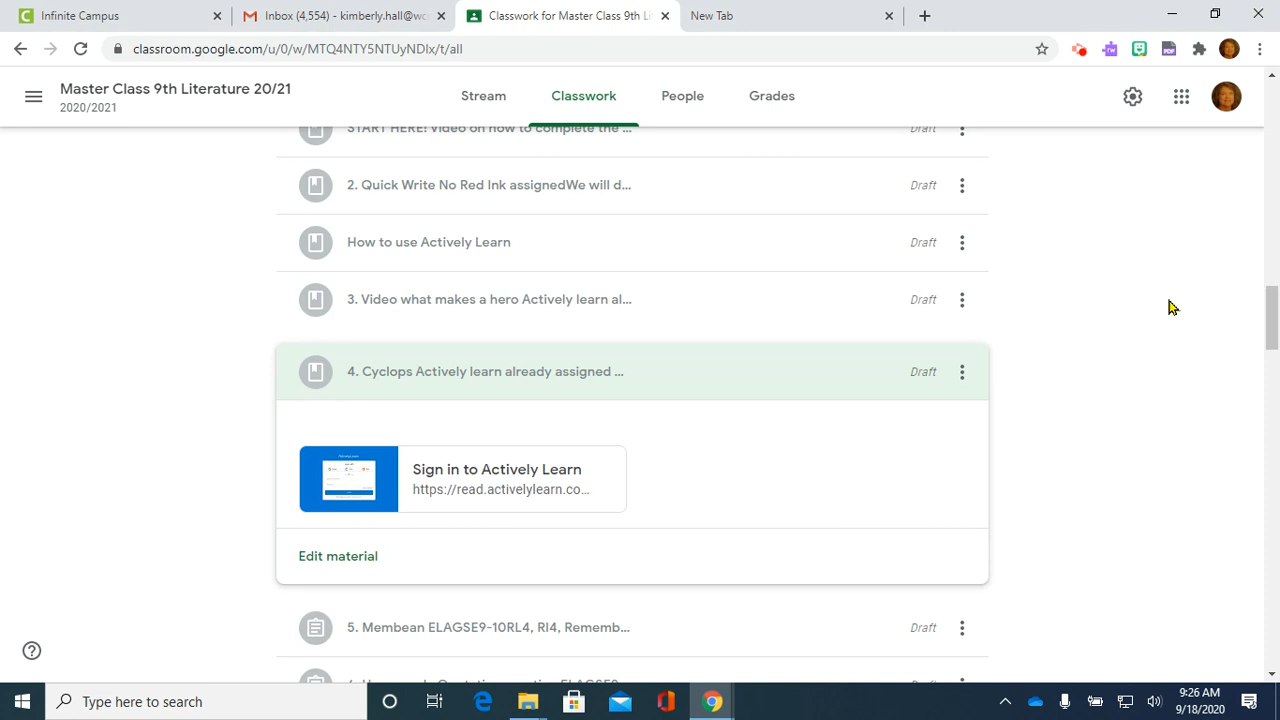 Infinite Campus
Inbox (4,554) - kimberly.hall@wc
Classwork for Master Class 9th Li
New Tab
classroom.google.com/u/0/w/MTQ4NTY5NTUyNDIx/t/all
Master Class 9th Literature 20/21
2020/2021
Stream
Classwork
People
Grades
START HERE! Video on how to complete the ...
Draft
2. Quick Write No Red Ink assignedWe will d...
Draft
How to use Actively Learn
Draft
3. Video what makes a hero Actively learn al...
Draft
4. Cyclops Actively learn already assigned ...
Draft
Sign in to Actively Learn
https://read.activelylearn.co...
Edit material
5. Membean ELAGSE9-10RL4, RI4, Rememb...
Draft
Type here to search
9:26 AM
9/18/2020